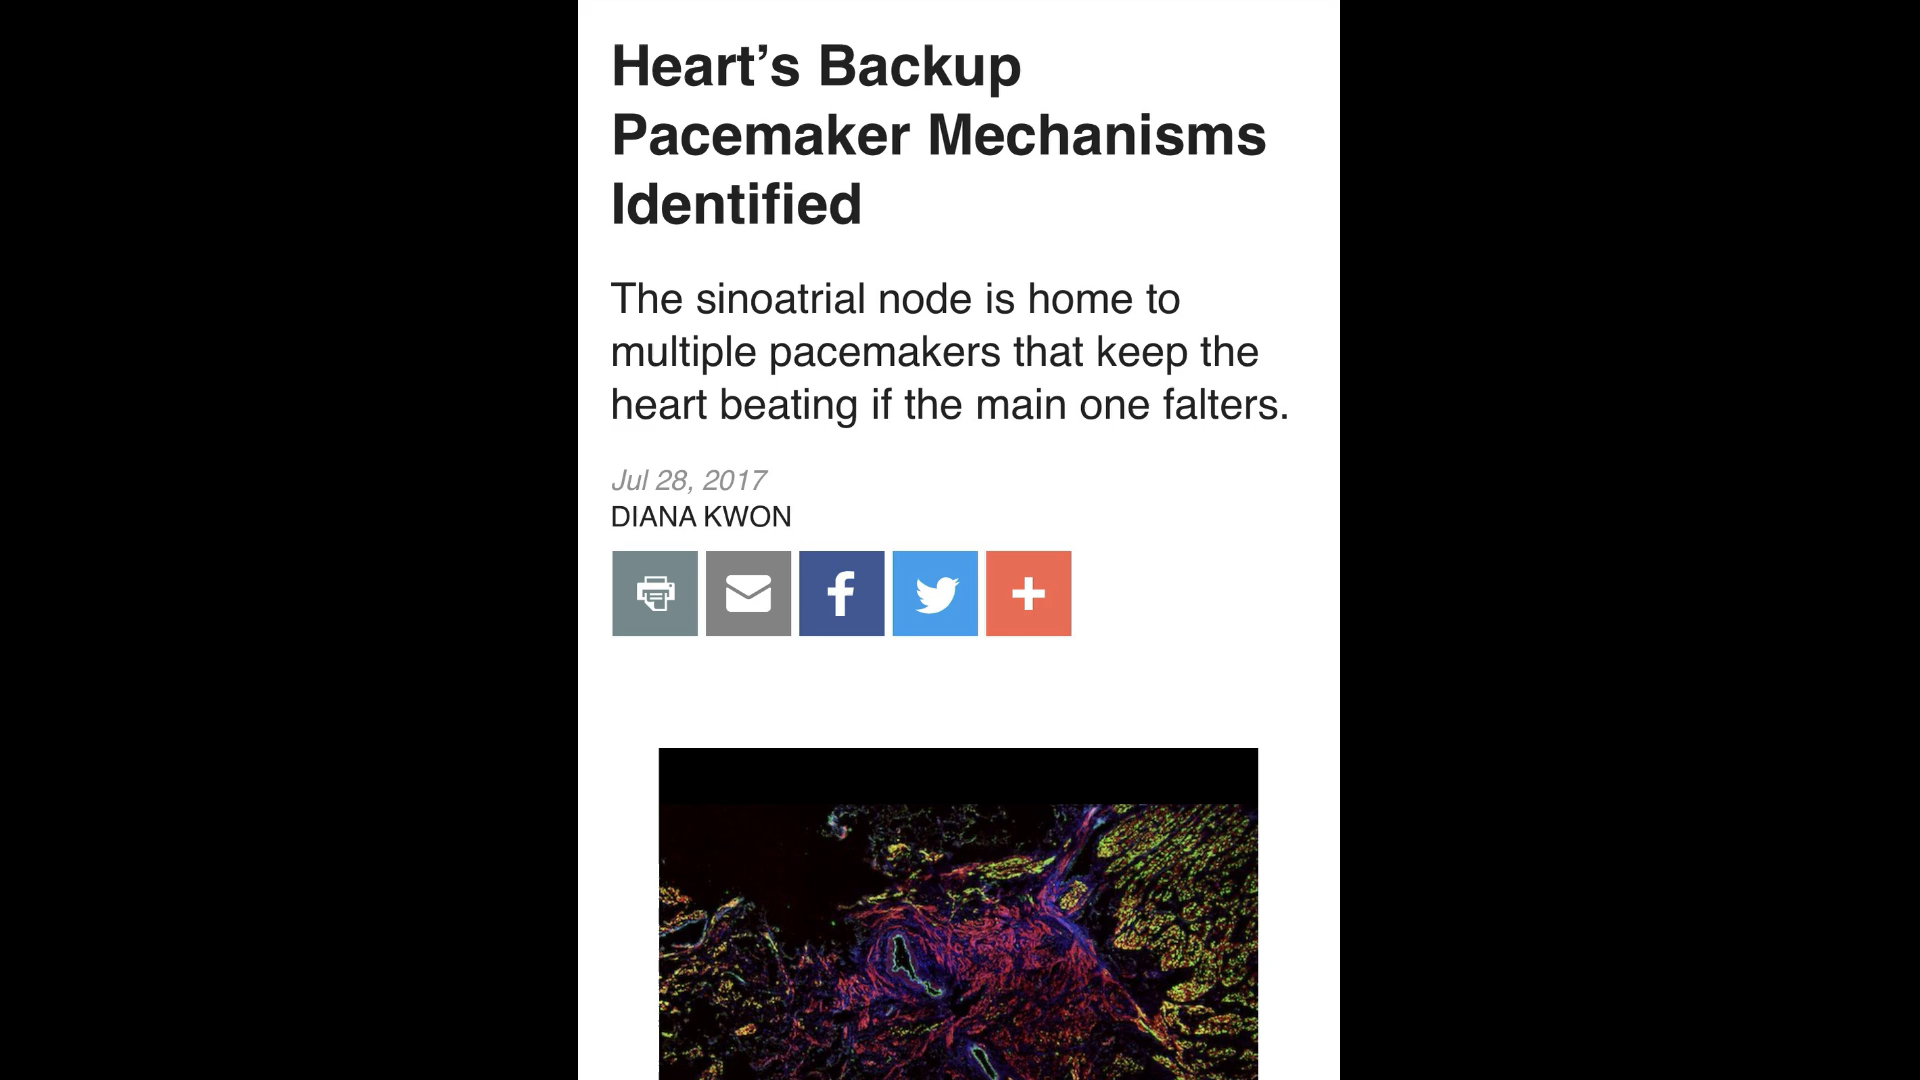 Heart’s Backup
Pacemaker Mechanisms
Identified
The sinoatrial node is home to
multiple pacemakers that keep the
heart beating if the main one falters.
Jul 28, 2017
DIANA KWON